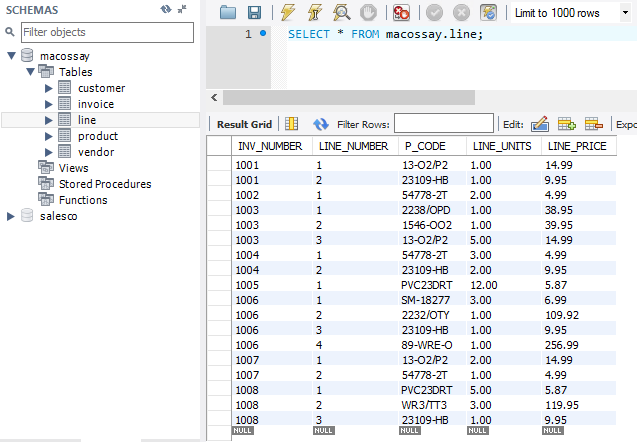 SCHEMAS
Filter objects
macossay
Tables
customer
invoice
line
product
vendor
Views
Stored Procedures
Functions
salesco
Limit to 1000 rows
1 SELECT * FROM macossay.line;
Result Grid Filter Rows: Edit: Expo
INV_NUMBER LINE_NUMBER P_CODE LINE_UNITS LINE_PRICE
1001 1 13-O2/P2 1.00 14.99
1001 2 23109-HB 1.00 9.95
1002 1 54778-2T 2.00 4.99
1003 1 2238/OPD 1.00 38.95
1003 2 1546-OO2 1.00 39.95
1003 3 13-O2/P2 5.00 14.99
1004 1 54778-2T 3.00 4.99
1004 2 23109-HB 2.00 9.95
1005 1 PVC23DRT 12.00 5.87
1006 1 SM-18277 3.00 6.99
1006 2 2232/OTY 1.00 109.92
1006 3 23109-HB 1.00 9.95
1006 4 89-WRE-O 1.00 256.99
1007 1 13-O2/P2 2.00 14.99
1007 2 54778-2T 1.00 4.99
1008 1 PVC23DRT 5.00 5.87
1008 2 WR3/TT3 3.00 119.95
1008 3 23109-HB 1.00 9.95
NULL NULL NULL NULL NULL